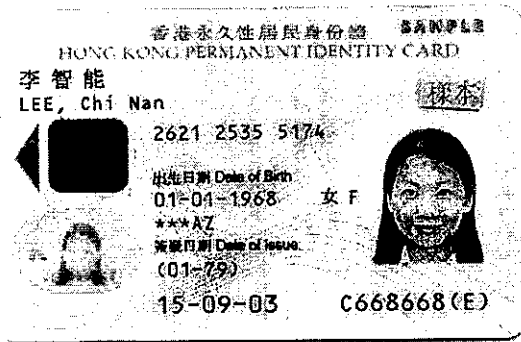 香港永久性居民身份證 SAMPLE
HONG KONG PERMANENT IDENTITY CARD
李智能
LEE, Chi Nan
樣本
2621 2535 5174
出生日期 Date of Birth
01-01-1968 女 F
***AZ
簽發日期 Date of issue
(01-79)
15-09-03 C668668(E)